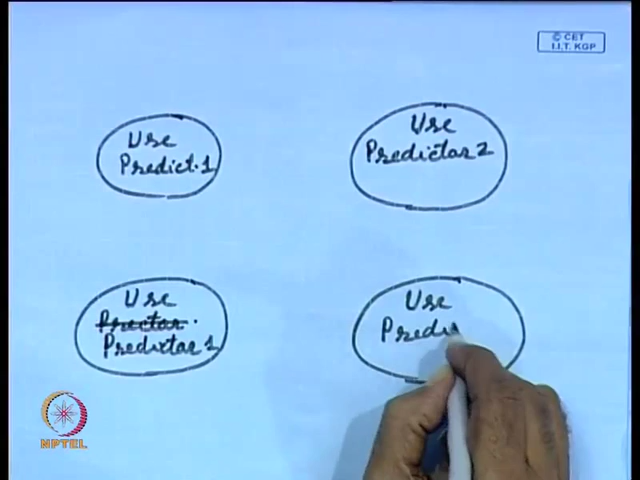 © CET
I.I.T. KGP
Use
Predict.1
Use
Predictor 2
Use
Prector.
Predictor 1
Use
Predi
NPTEL